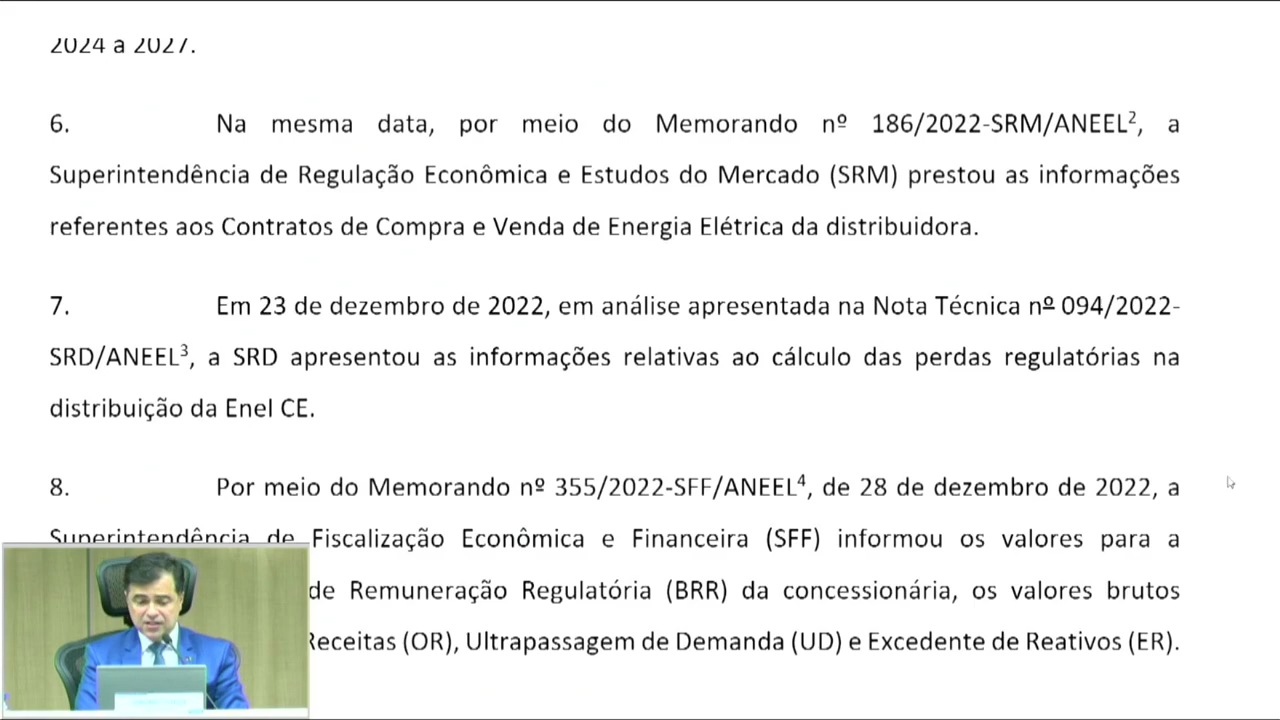 2024 a 2027.
6. Na mesma data, por meio do Memorando nº 186/2022-SRM/ANEEL², a
Superintendência de Regulação Econômica e Estudos do Mercado (SRM) prestou as informações
referentes aos Contratos de Compra e Venda de Energia Elétrica da distribuidora.
7. Em 23 de dezembro de 2022, em análise apresentada na Nota Técnica nº 094/2022-
SRD/ANEEL³, a SRD apresentou as informações relativas ao cálculo das perdas regulatórias na
distribuição da Enel CE.
8. Por meio do Memorando nº 355/2022-SFF/ANEEL⁴, de 28 de dezembro de 2022, a
Superintendência de Fiscalização Econômica e Financeira (SFF) informou os valores para a
de Remuneração Regulatória (BRR) da concessionária, os valores brutos
Receitas (OR), Ultrapassagem de Demanda (UD) e Excedente de Reativos (ER).